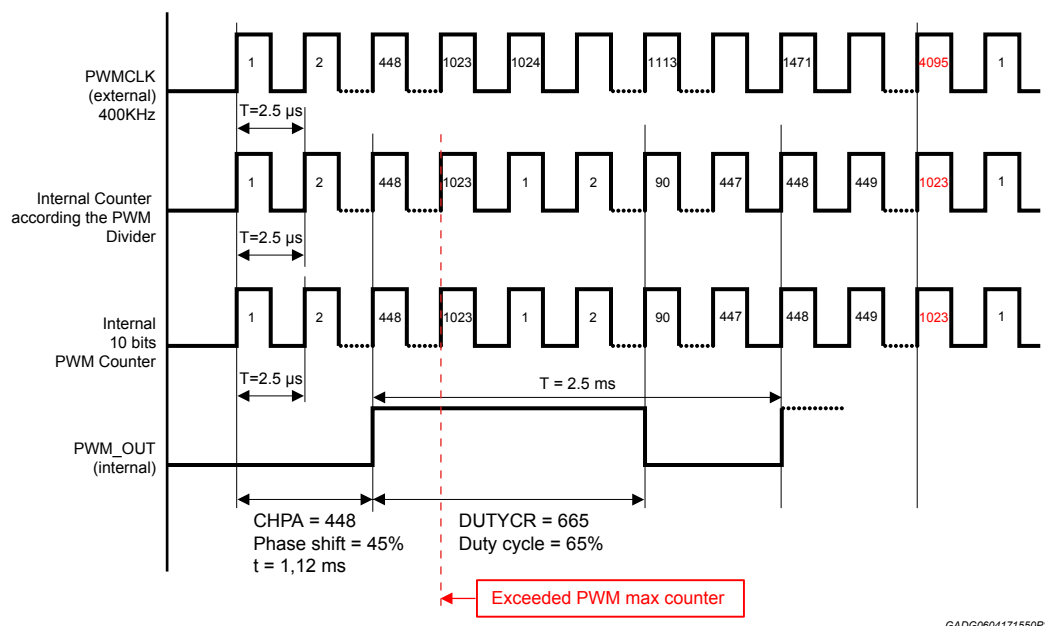 PWMCLK
(external)
400KHz
1 2 448 1023 1024 1113 1471 4095 1
T=2.5 µs
Internal Counter
according the PWM
Divider
1 2 448 1023 1 2 90 447 448 449 1023 1
T=2.5 µs
Internal
10 bits
PWM Counter
1 2 448 1023 1 2 90 447 448 449 1023 1
T=2.5 µs
T = 2.5 ms
PWM_OUT
(internal)
CHPA = 448
Phase shift = 45%
t = 1,12 ms
DUTYCR = 665
Duty cycle = 65%
Exceeded PWM max counter